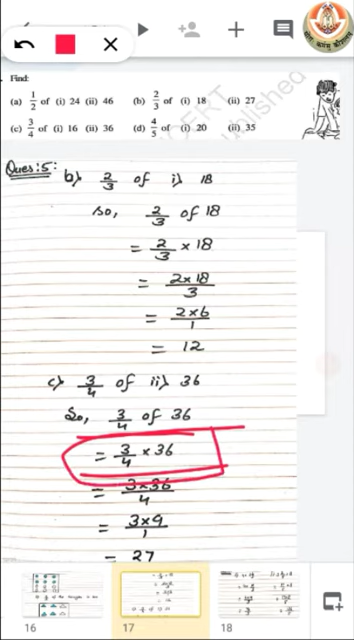 Find:
(a) 1/2 of (i) 24 (ii) 46 (b) 2/3 of (i) 18 (ii) 27
(c) 3/4 of (i) 16 (ii) 36 (d) 4/5 of (i) 20 (ii) 35
Ques:5:
b) 2/3 of i) 18
so, 2/3 of 18
= 2/3 × 18
= 2×18/3
= 2×6/1
= 12
c) 3/4 of ii) 36
So, 3/4 of 36
= 3/4 × 36
= 3×36/4
= 3×9/1
= 27
16
17
18